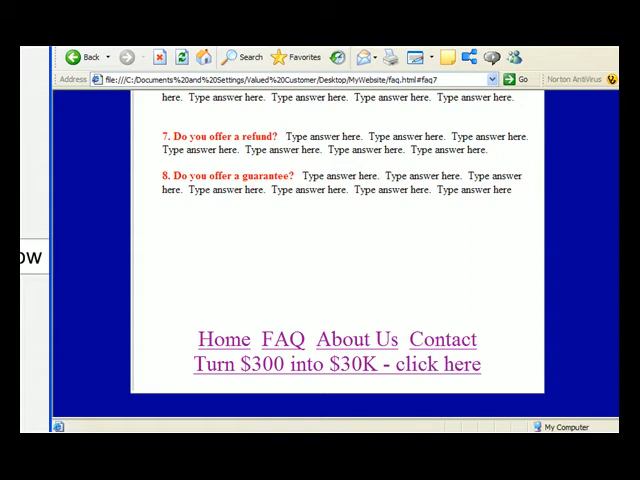 Back Search Favorites
Address file:///C:/Documents%20and%20Settings/Valued%20Customer/Desktop/MyWebsite/faq.html#faq7 Go Norton AntiVirus
here. Type answer here. Type answer here. Type answer here. Type answer here.
7. Do you offer a refund? Type answer here. Type answer here. Type answer here.
Type answer here. Type answer here. Type answer here. Type answer here.
8. Do you offer a guarantee? Type answer here. Type answer here. Type answer
here. Type answer here. Type answer here. Type answer here. Type answer here
ow
Home FAQ About Us Contact
Turn $300 into $30K - click here
My Computer